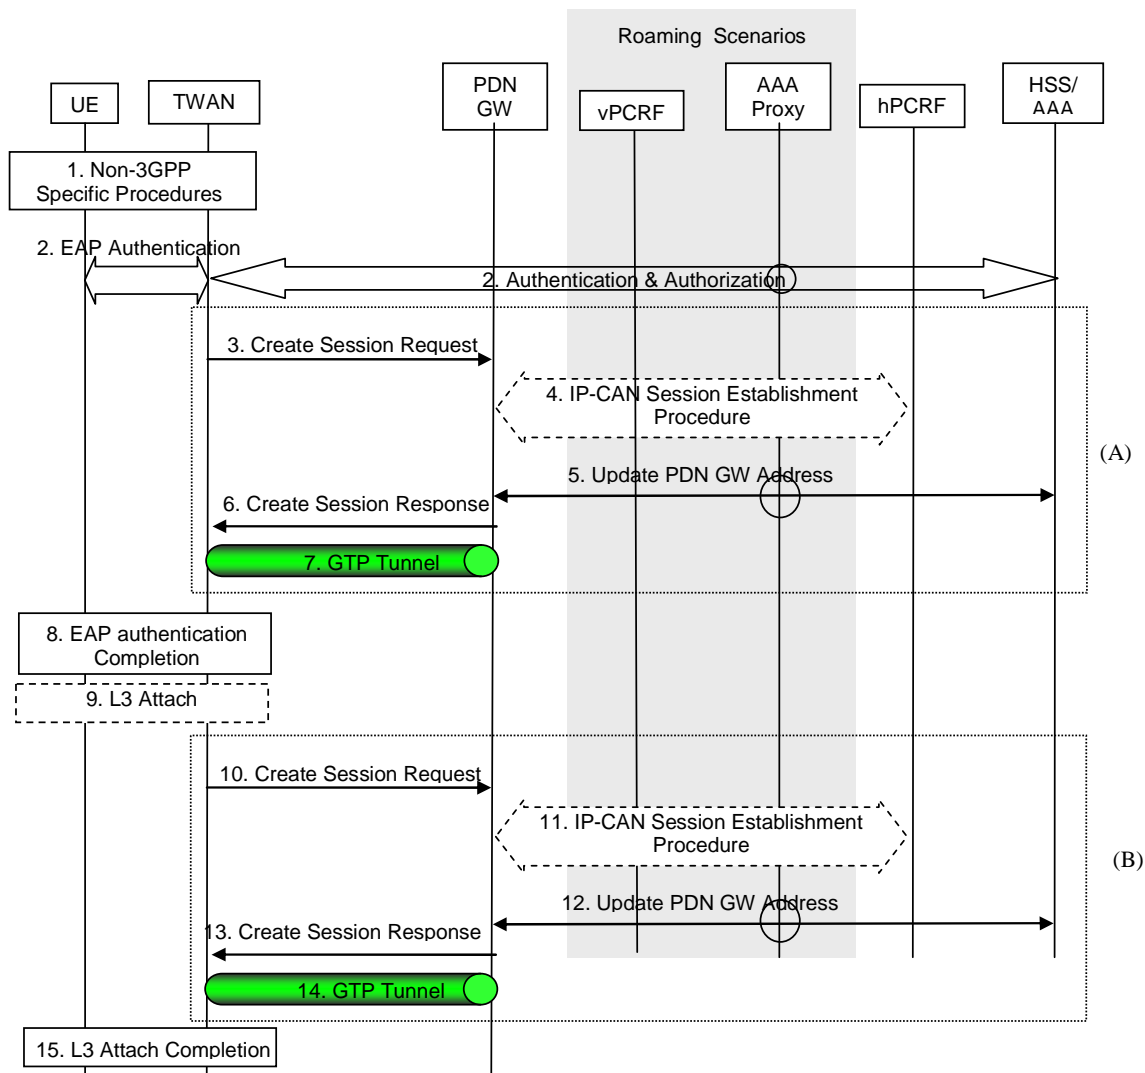 Roaming Scenarios
UE
TWAN
PDN
GW
vPCRF
AAA
Proxy
hPCRF
HSS/
AAA
1. Non-3GPP
Specific Procedures
2. EAP Authentication
2. Authentication & Authorization
3. Create Session Request
4. IP-CAN Session Establishment
Procedure
(A)
5. Update PDN GW Address
6. Create Session Response
7. GTP Tunnel
8. EAP authentication
Completion
9. L3 Attach
10. Create Session Request
11. IP-CAN Session Establishment
Procedure
(B)
12. Update PDN GW Address
13. Create Session Response
14. GTP Tunnel
15. L3 Attach Completion